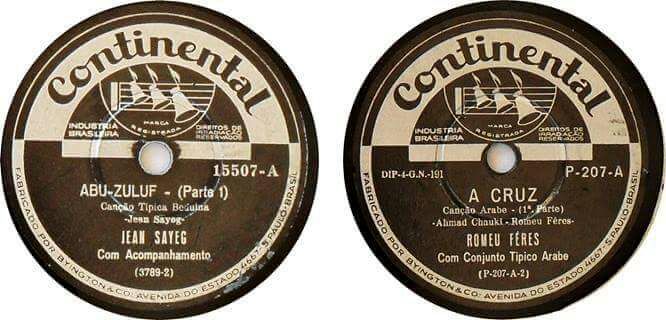 Continental
MARCA
REGISTRADA
INDUSTRIA
BRASILEIRA
DIREITOS DE
IRRADIAÇÃO
RESERVADOS
15507-A
ABU-ZULUF - (Parte 1)
Canção Típica Beduina
-Jean Sayeg-
JEAN SAYEG
Com Acompanhamento
(3789-2)
FABRICADO POR BYINGTON & CO: AVENIDA DO ESTADO 4667: S.PAULO-BRASIL
Continental
MARCA
REGISTRADA
INDUSTRIA
BRASILEIRA
DIREITOS DE
IRRADIAÇÃO
RESERVADOS
DIP-4-G.N.-191
P-207-A
A CRUZ
Canção Arabe - (1ª. Parte)
-Ahmad Chauki - Romeu Féres-
ROMEU FÉRES
Com Conjunto Típico Arabe
(P-207-A-2)
FABRICADO POR BYINGTON & CO: AVENIDA DO ESTADO 4667: S.PAULO-BRASIL